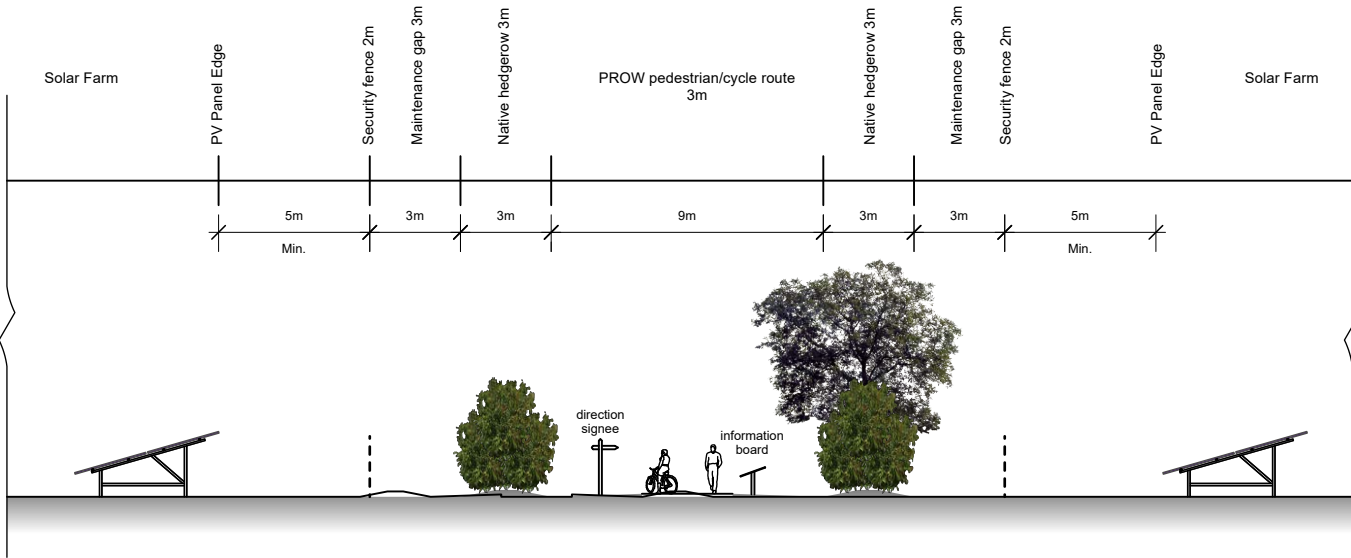 Solar Farm
PV Panel Edge
Security fence 2m
Maintenance gap 3m
Native hedgerow 3m
PROW pedestrian/cycle route
3m
Native hedgerow 3m
Maintenance gap 3m
Security fence 2m
PV Panel Edge
Solar Farm
5m
Min.
3m
3m
9m
3m
3m
5m
Min.
direction
signee
information
board